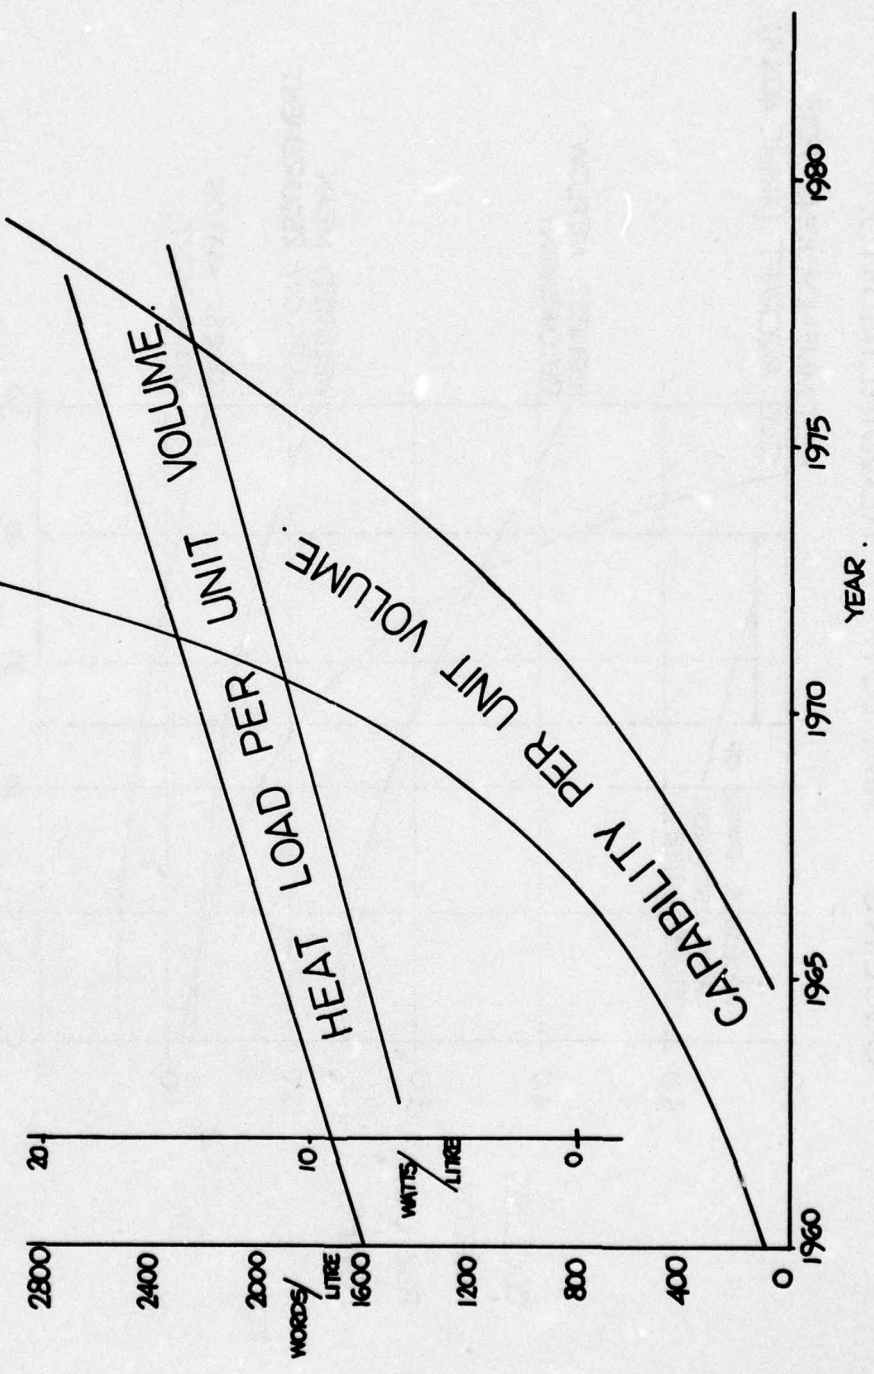 2800
2400
2000
WORDS/
LITRE
1600
1200
800
400
0
20
10
WATTS/
/LITRE
0
HEAT LOAD PER UNIT VOLUME.
CAPABILITY PER UNIT VOLUME.
1960
1965
1970
1975
1980
YEAR.